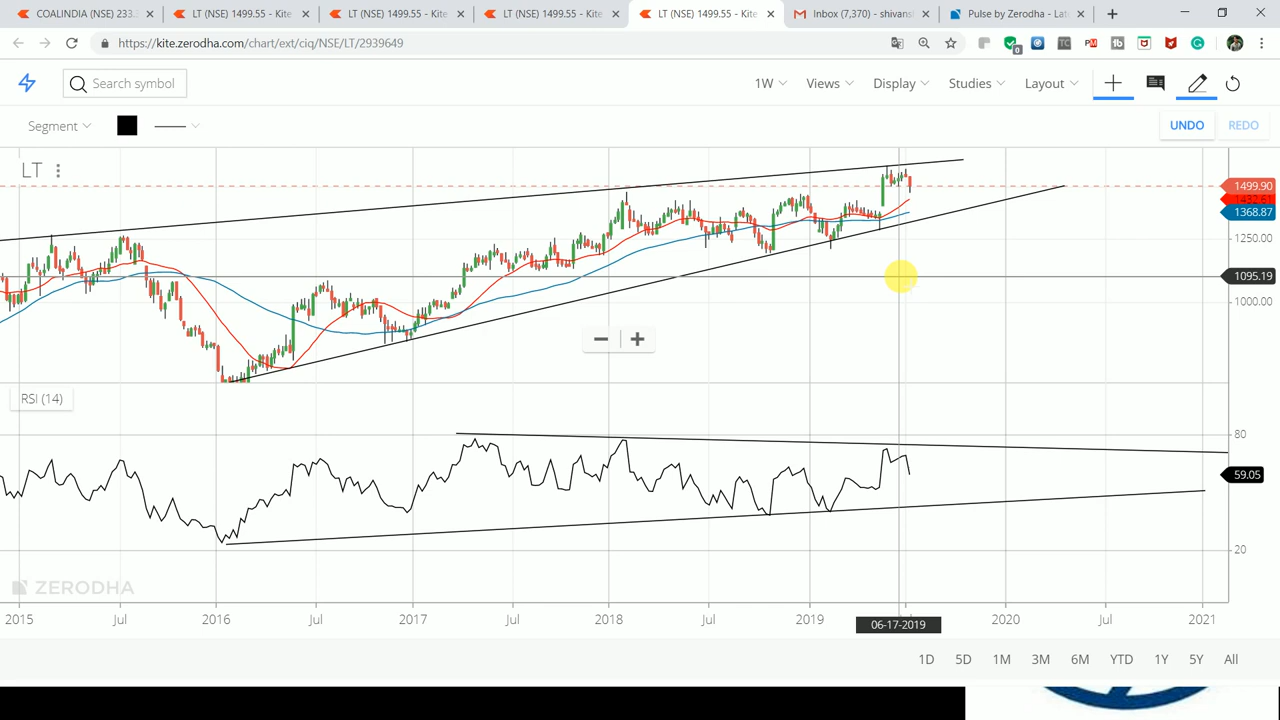 COALINDIA (NSE) 233. LT (NSE) 1499.55 - Kite LT (NSE) 1499.55 - Kite LT (NSE) 1499.55 - Kite LT (NSE) 1499.55 - Kite Inbox (7,370) - shivans Pulse by Zerodha - Lat
https://kite.zerodha.com/chart/ext/ciq/NSE/LT/2939649
Search symbol 1W Views Display Studies Layout
Segment UNDO REDO
LT
1499.90
1432.61
1368.87
1250.00
1095.19
1000.00
RSI (14)
80
59.05
20
ZERODHA
2015 Jul 2016 Jul 2017 Jul 2018 Jul 2019 2020 Jul 2021
06-17-2019
1D 5D 1M 3M 6M YTD 1Y 5Y All